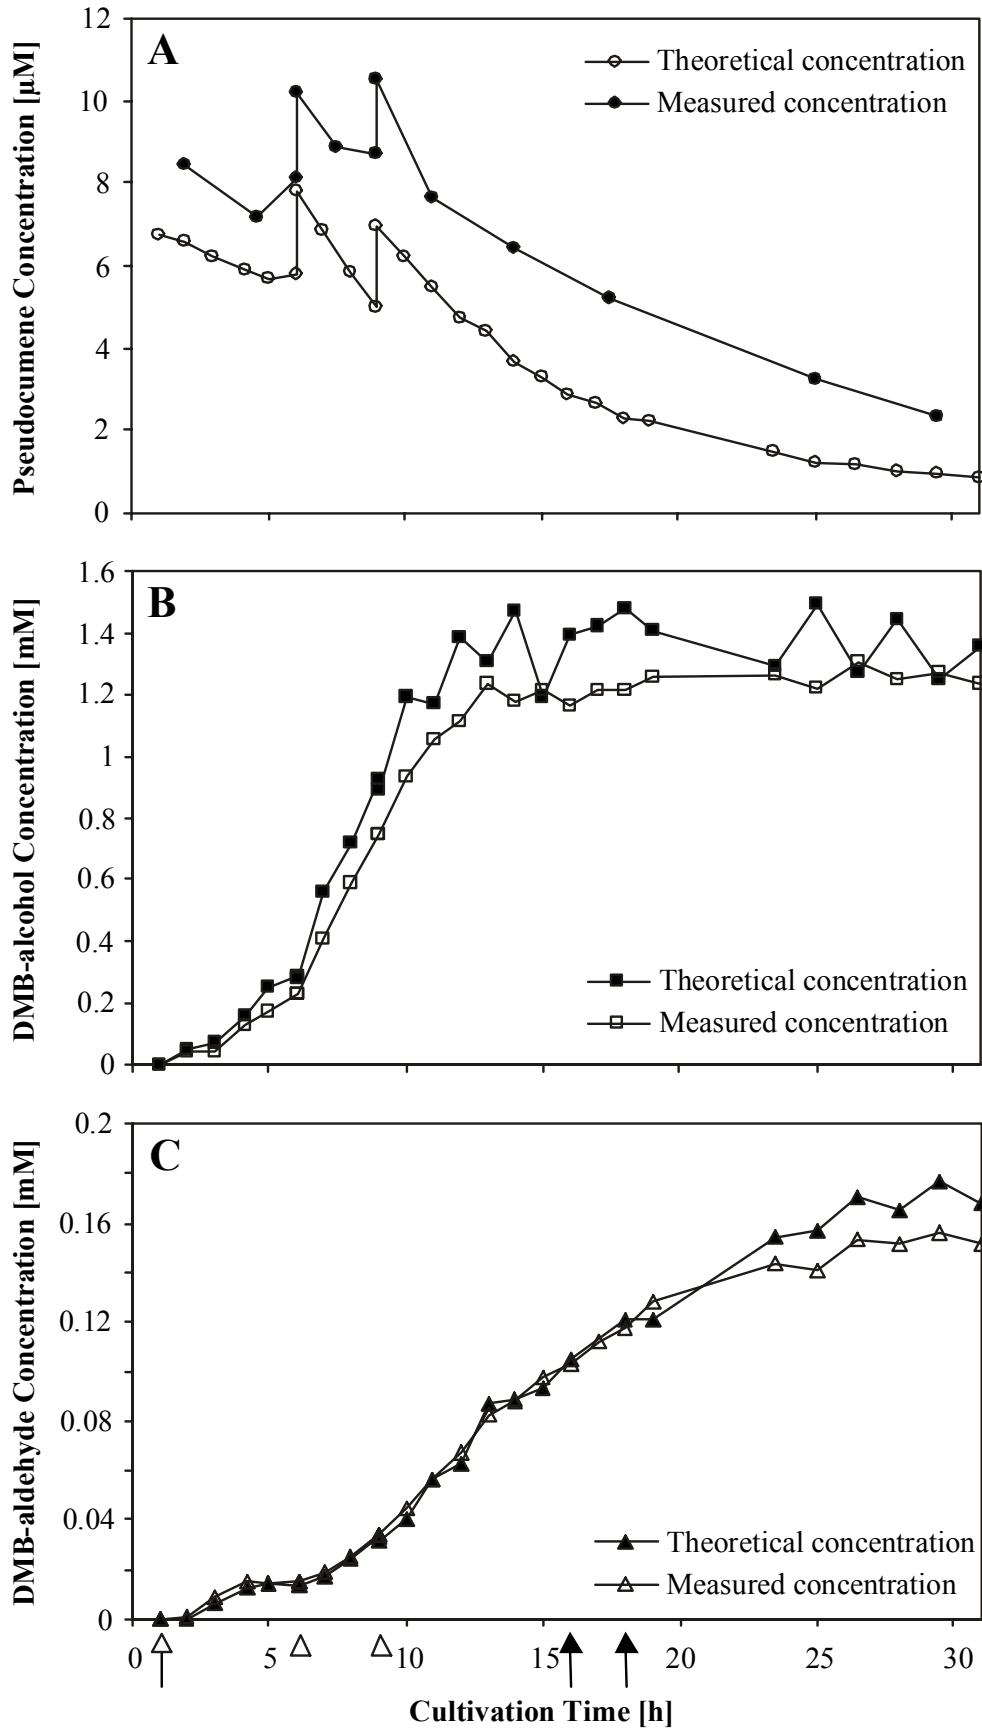 A
Theoretical concentration
Measured concentration
Pseudocumene Concentration [µM]
12
10
8
6
4
2
0
B
Theoretical concentration
Measured concentration
DMB-alcohol Concentration [mM]
1.6
1.4
1.2
1
0.8
0.6
0.4
0.2
0
C
Theoretical concentration
Measured concentration
DMB-aldehyde Concentration [mM]
0.2
0.16
0.12
0.08
0.04
0
0 5 10 15 20 25 30
Cultivation Time [h]